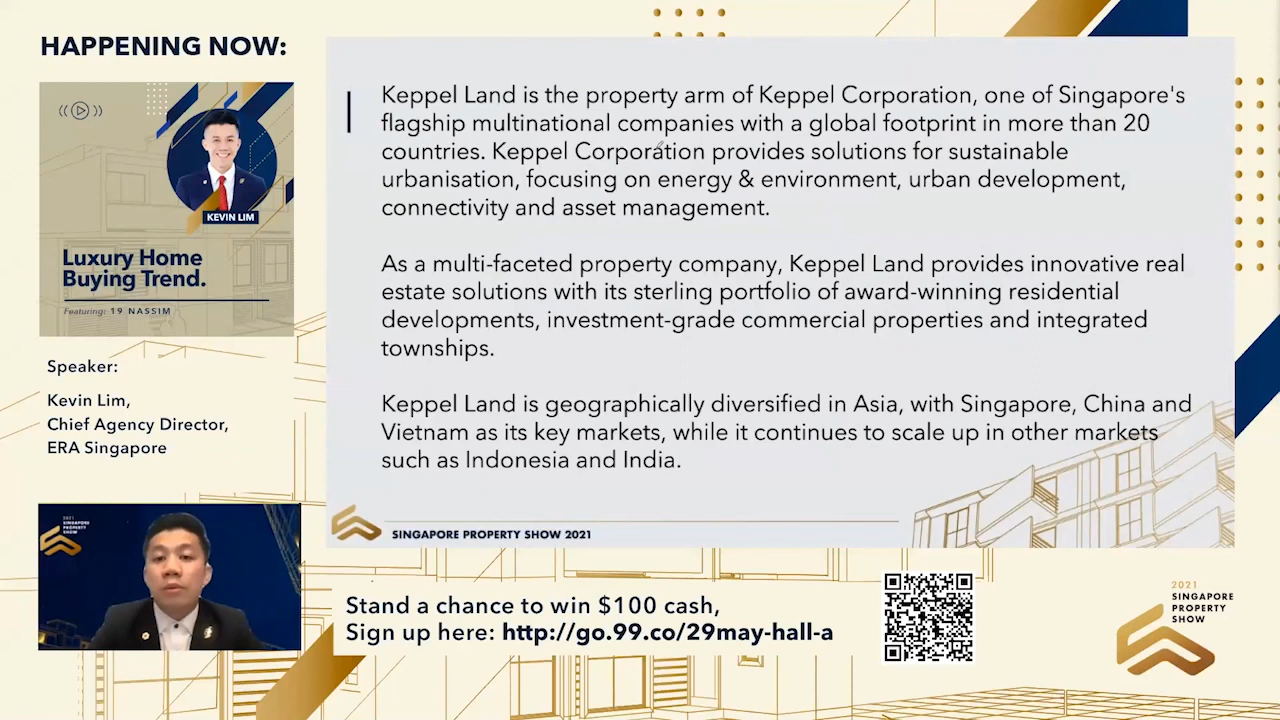 HAPPENING NOW:
KEVIN LIM
Luxury Home
Buying Trend.
Featuring: 19 NASSIM
Speaker:
Kevin Lim,
Chief Agency Director,
ERA Singapore
2021
SINGAPORE
PROPERTY
SHOW
Keppel Land is the property arm of Keppel Corporation, one of Singapore's
flagship multinational companies with a global footprint in more than 20
countries. Keppel Corporation provides solutions for sustainable
urbanisation, focusing on energy & environment, urban development,
connectivity and asset management.
As a multi-faceted property company, Keppel Land provides innovative real
estate solutions with its sterling portfolio of award-winning residential
developments, investment-grade commercial properties and integrated
townships.
Keppel Land is geographically diversified in Asia, with Singapore, China and
Vietnam as its key markets, while it continues to scale up in other markets
such as Indonesia and India.
SINGAPORE PROPERTY SHOW 2021
Stand a chance to win $100 cash,
Sign up here: http://go.99.co/29may-hall-a
2021
SINGAPORE
PROPERTY
SHOW